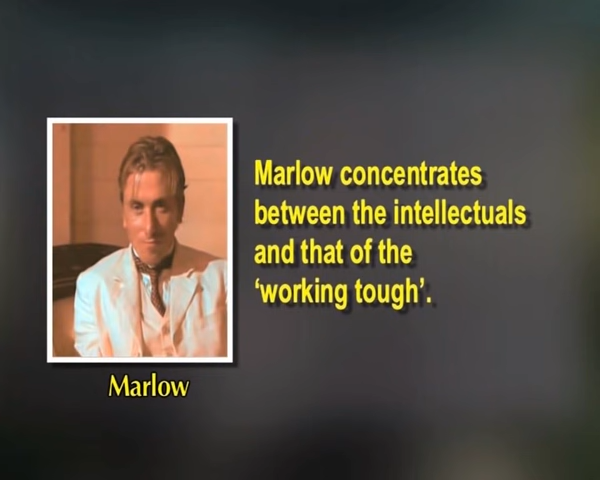 Marlow concentrates
between the intellectuals
and that of the
‘working tough’.
Marlow